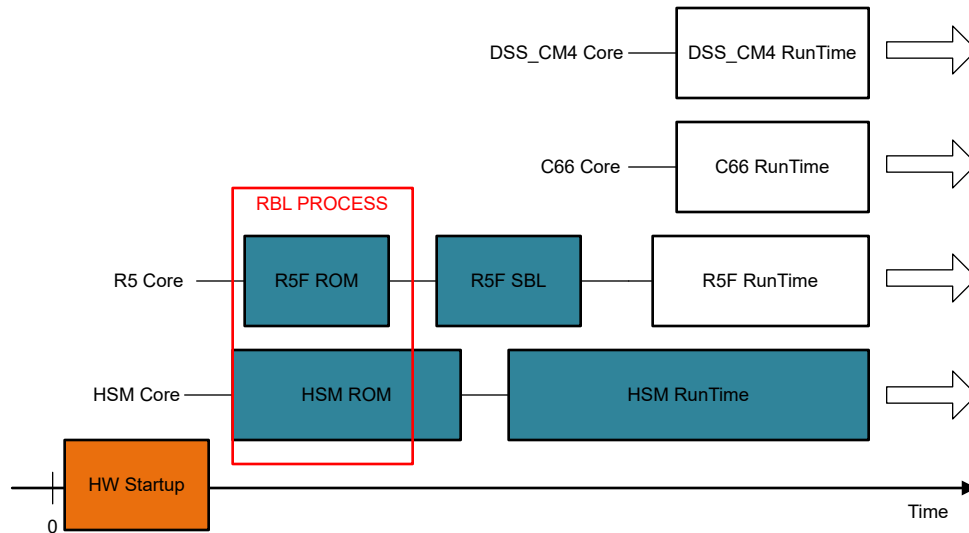 DSS_CM4 Core
DSS_CM4 RunTime
C66 Core
C66 RunTime
RBL PROCESS
R5 Core
R5F ROM
R5F SBL
R5F RunTime
HSM Core
HSM ROM
HSM RunTime
HW Startup
0
Time